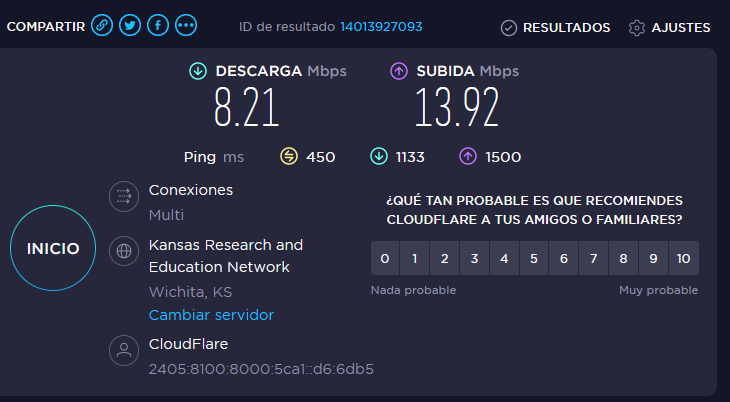 COMPARTIR
ID de resultado 14013927093
RESULTADOS
AJUSTES
DESCARGA Mbps
8.21
SUBIDA Mbps
13.92
Ping ms
450
1133
1500
INICIO
Conexiones
Multi
Kansas Research and
Education Network
Wichita, KS
Cambiar servidor
CloudFlare
2405:8100:8000:5ca1::d6:6db5
¿QUÉ TAN PROBABLE ES QUE RECOMIENDES
CLOUDFLARE A TUS AMIGOS O FAMILIARES?
0 1 2 3 4 5 6 7 8 9 10
Nada probable
Muy probable